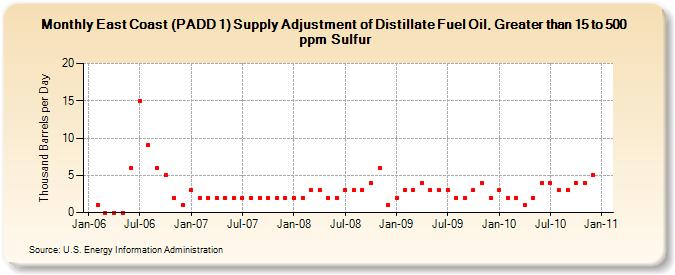 Monthly East Coast (PADD 1) Supply Adjustment of Distillate Fuel Oil, Greater than 15 to 500
ppm Sulfur
Thousand Barrels per Day
20
15
10
5
0
Jan-06 Jul-06 Jan-07 Jul-07 Jan-08 Jul-08 Jan-09 Jul-09 Jan-10 Jul-10 Jan-11
Source: U.S. Energy Information Administration